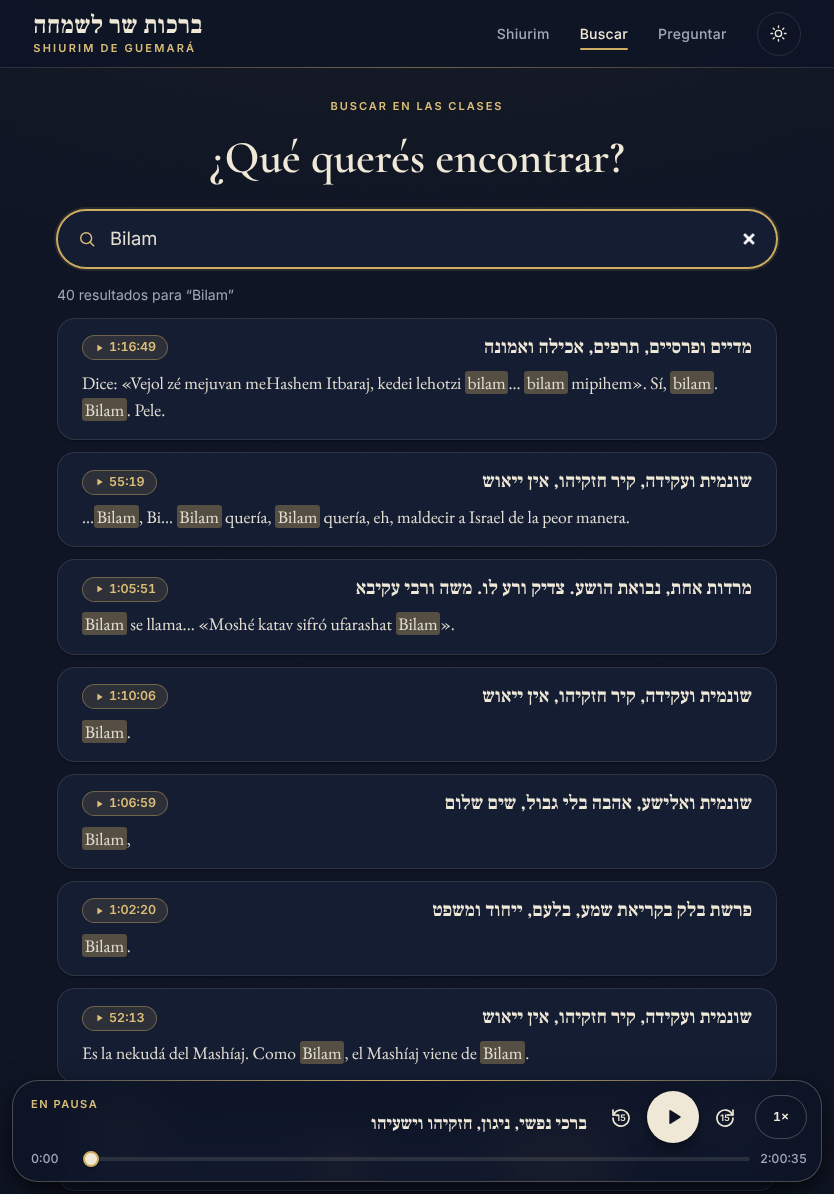 ברכות שר לשמחה
SHIURIM DE GUEMARÁ
Shiurim
Buscar
Preguntar
BUSCAR EN LAS CLASES
¿Qué querés encontrar?
Bilam
40 resultados para “Bilam”
1:16:49
מדיים ופרסיים, תרפים, אכילה ואמונה
Dice: «Vejol zé mejuvan meHashem Itbaraj, kedei lehotzi bilam... bilam mipihem». Sí, bilam.
Bilam. Pele.
55:19
שונמית ועקידה, קיר חזקיהו, אין ייאוש
...Bilam, Bi... Bilam quería, Bilam quería, eh, maldecir a Israel de la peor manera.
1:05:51
מרדות אחת, נבואת הושע. צדיק ורע לו. משה ורבי עקיבא
Bilam se llama... «Moshé katav sifró ufarashat Bilam».
1:10:06
שונמית ועקידה, קיר חזקיהו, אין ייאוש
Bilam.
1:06:59
שונמית ואלישע, אהבה בלי גבול, שים שלום
Bilam,
1:02:20
פרשת בלק בקריאת שמע, בלעם, ייחוד ומשפט
Bilam.
52:13
שונמית ועקידה, קיר חזקיהו, אין ייאוש
Es la nekudá del Mashíaj. Como Bilam, el Mashíaj viene de Bilam.
EN PAUSA
ברכי נפשי, ניגון, חזקיהו וישעיהו
15
15
1×
0:00
2:00:35